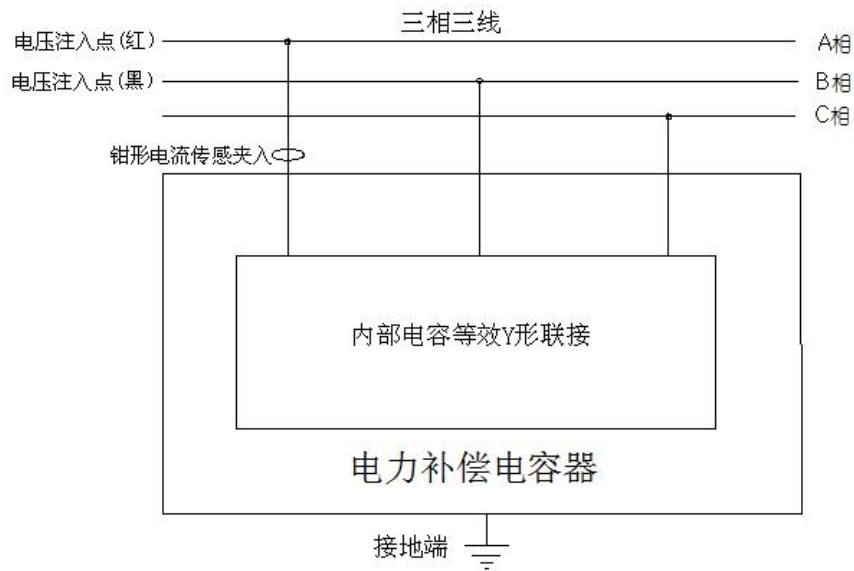 三相三线
电压注入点(红)
A相
电压注入点(黑)
B相
C相
钳形电流传感夹入
内部电容等效Y形联接
电力补偿电容器
接地端